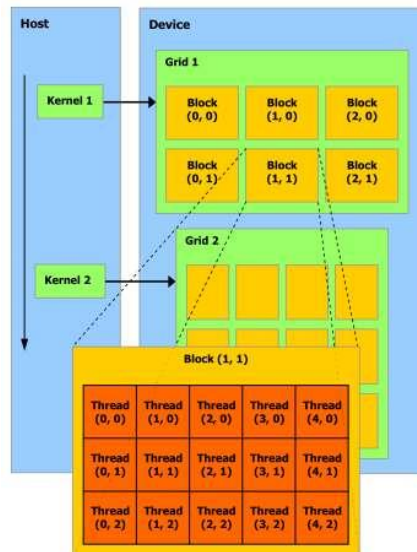 Host
Device
Grid 1
Kernel 1
Block
(0, 0)
Block
(1, 0)
Block
(2, 0)
Block
(0, 1)
Block
(1, 1)
Block
(2, 1)
Grid 2
Kernel 2
Block (1, 1)
Thread
(0, 0)
Thread
(1, 0)
Thread
(2, 0)
Thread
(3, 0)
Thread
(4, 0)
Thread
(0, 1)
Thread
(1, 1)
Thread
(2, 1)
Thread
(3, 1)
Thread
(4, 1)
Thread
(0, 2)
Thread
(1, 2)
Thread
(2, 2)
Thread
(3, 2)
Thread
(4, 2)